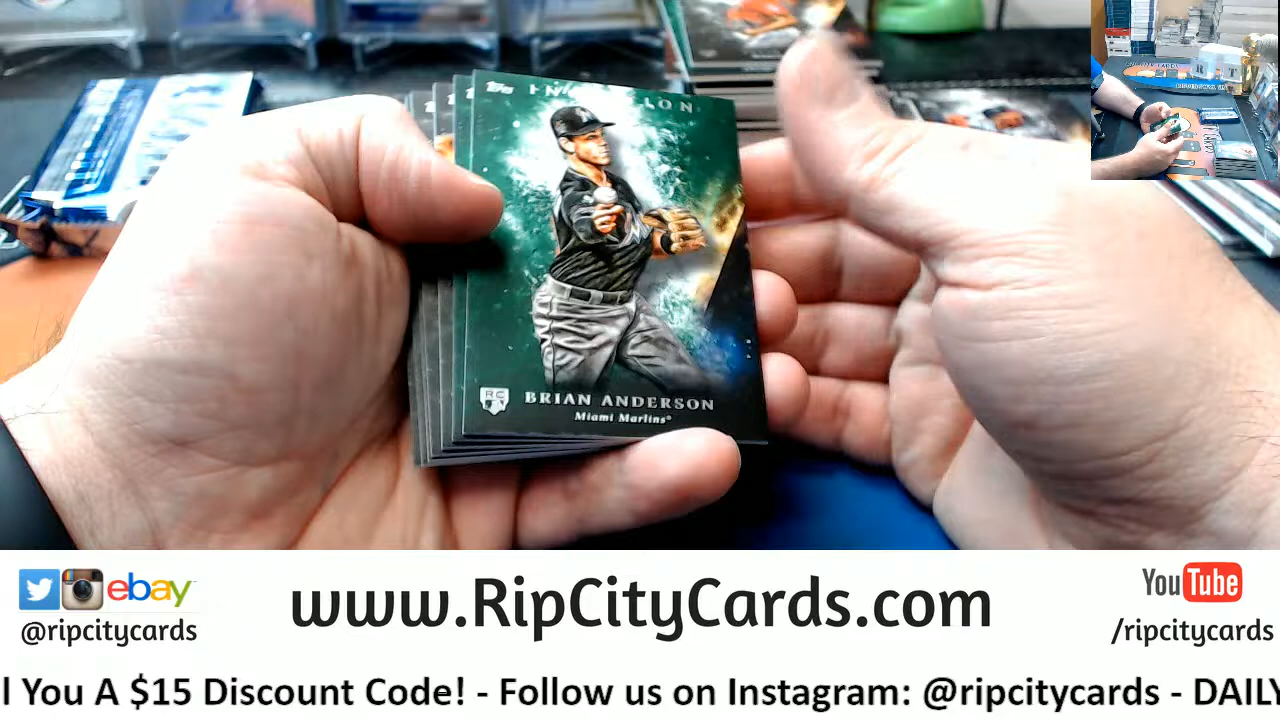 Topps
RC
BRIAN ANDERSON
Miami Marlins®
ebay
@ripcitycards
www.RipCityCards.com
YouTube
/ripcitycards
l You A $15 Discount Code! - Follow us on Instagram: @ripcitycards - DAILY